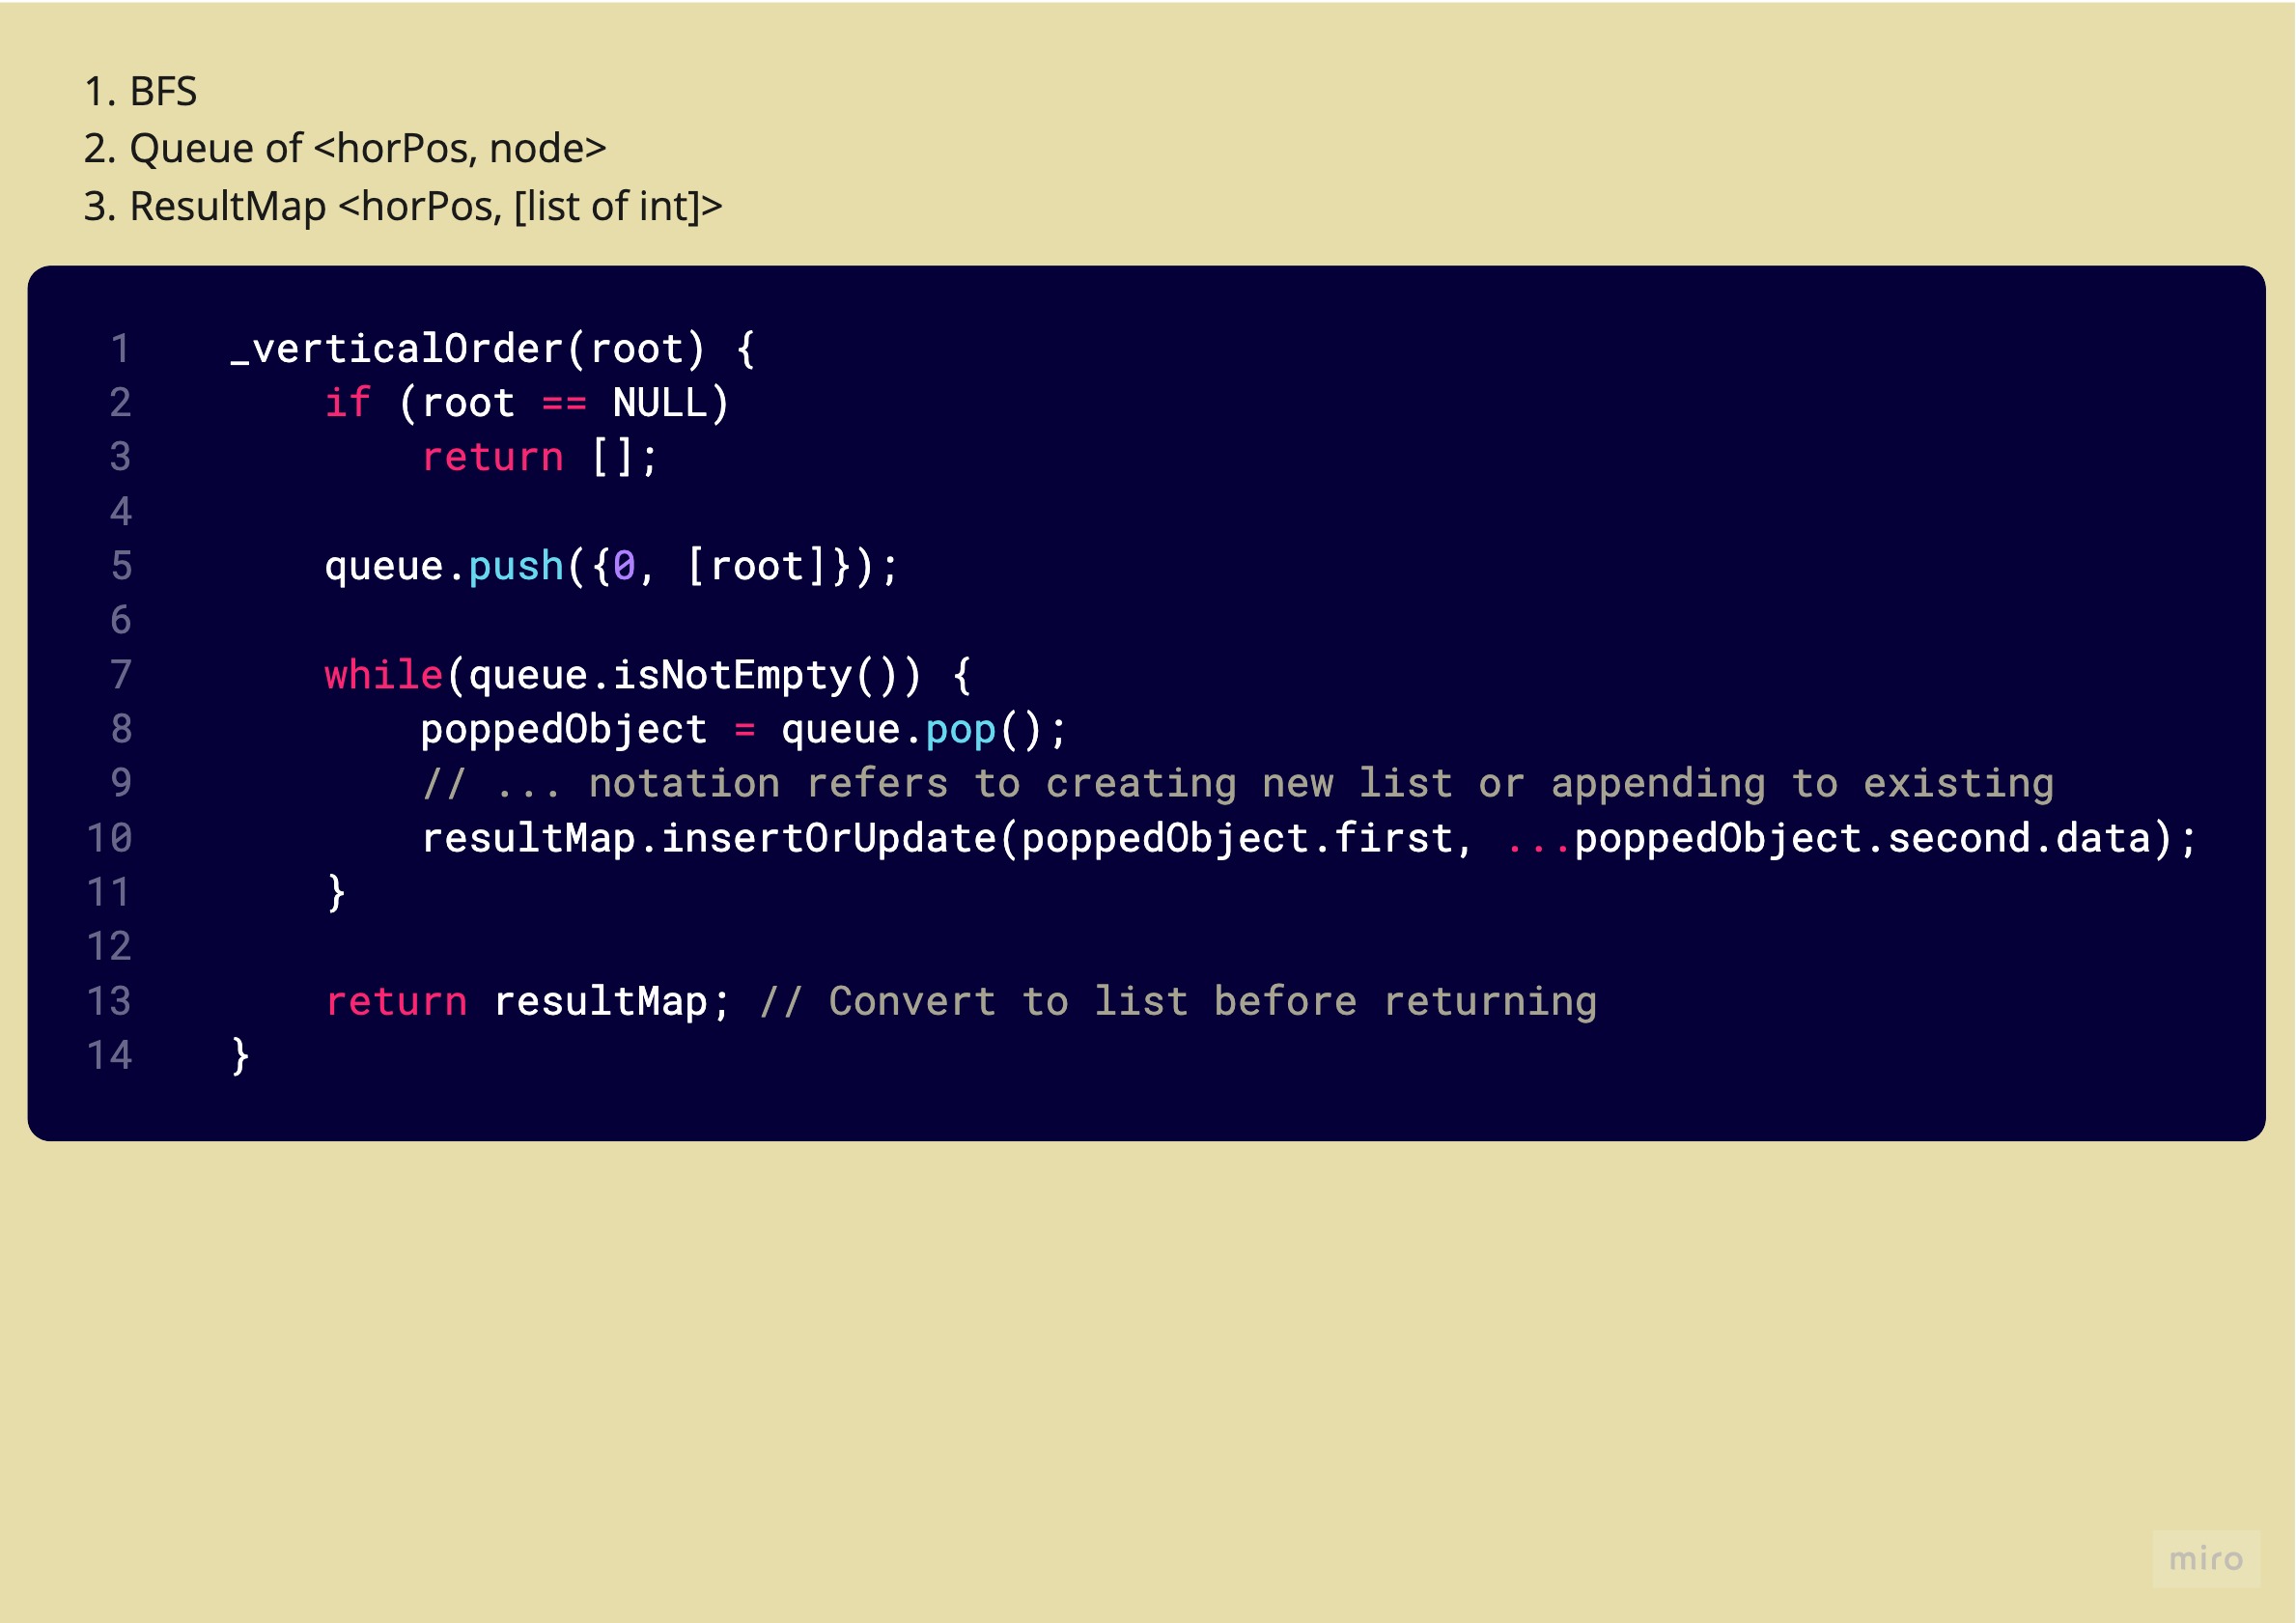 1. BFS
2. Queue of <horPos, node>
3. ResultMap <horPos, [list of int]>
1 _verticalOrder(root) {
2 if (root == NULL)
3 return [];
4
5 queue.push({0, [root]});
6
7 while(queue.isNotEmpty()) {
8 poppedObject = queue.pop();
9 // ... notation refers to creating new list or appending to existing
10 resultMap.insertOrUpdate(poppedObject.first, ...poppedObject.second.data);
11 }
12
13 return resultMap; // Convert to list before returning
14 }
miro